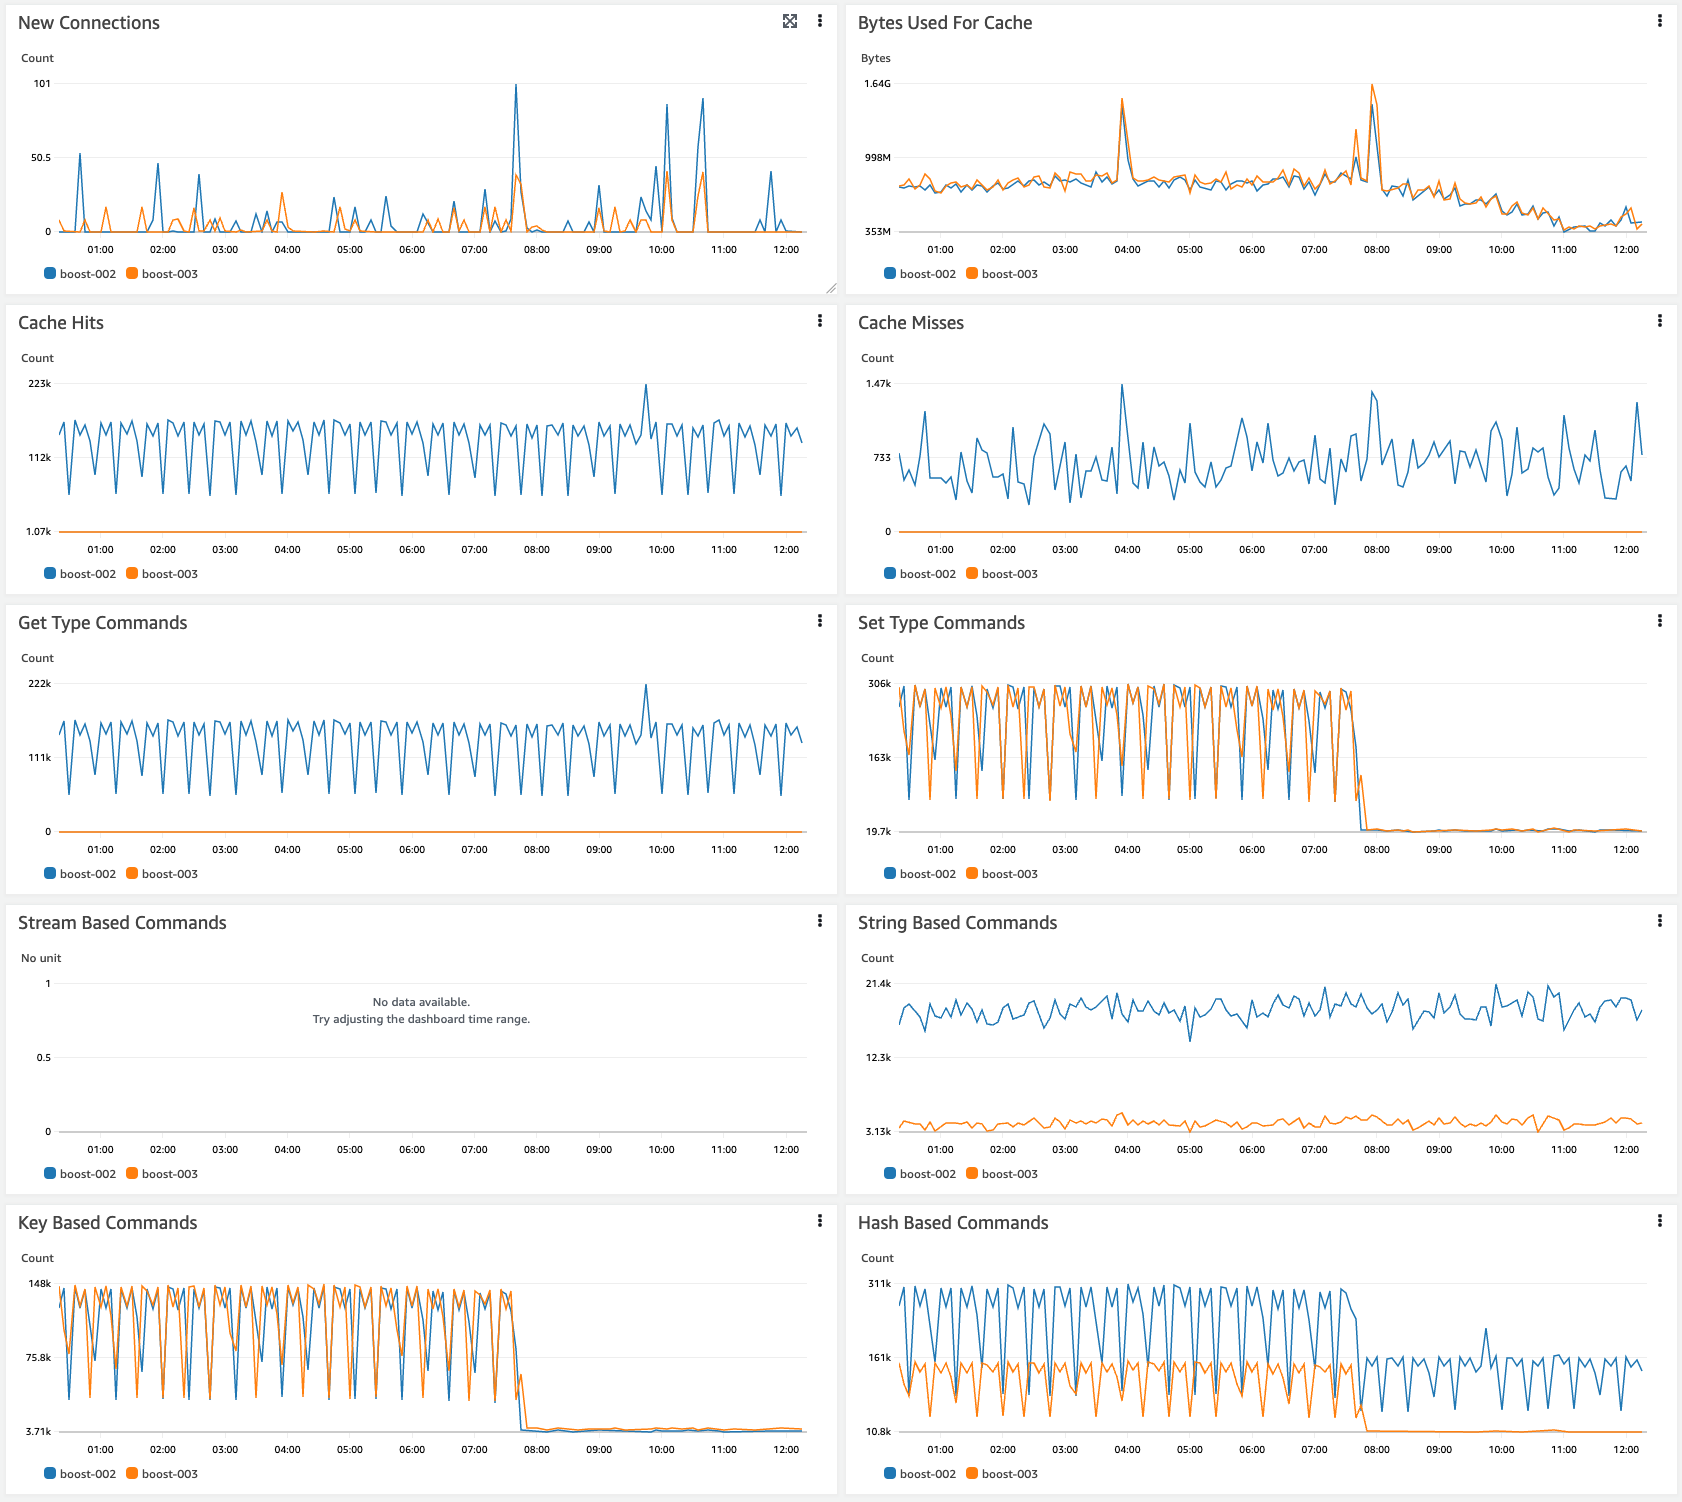 New Connections
Count
101
50.5
0
01:00 02:00 03:00 04:00 05:00 06:00 07:00 08:00 09:00 10:00 11:00 12:00
boost-002 boost-003
Bytes Used For Cache
Bytes
1.64G
998M
353M
01:00 02:00 03:00 04:00 05:00 06:00 07:00 08:00 09:00 10:00 11:00 12:00
boost-002 boost-003
Cache Hits
Count
223k
112k
1.07k
01:00 02:00 03:00 04:00 05:00 06:00 07:00 08:00 09:00 10:00 11:00 12:00
boost-002 boost-003
Cache Misses
Count
1.47k
733
0
01:00 02:00 03:00 04:00 05:00 06:00 07:00 08:00 09:00 10:00 11:00 12:00
boost-002 boost-003
Get Type Commands
Count
222k
111k
0
01:00 02:00 03:00 04:00 05:00 06:00 07:00 08:00 09:00 10:00 11:00 12:00
boost-002 boost-003
Set Type Commands
Count
306k
163k
19.7k
01:00 02:00 03:00 04:00 05:00 06:00 07:00 08:00 09:00 10:00 11:00 12:00
boost-002 boost-003
Stream Based Commands
No unit
1
No data available.
Try adjusting the dashboard time range.
0.5
0
01:00 02:00 03:00 04:00 05:00 06:00 07:00 08:00 09:00 10:00 11:00 12:00
boost-002 boost-003
String Based Commands
Count
21.4k
12.3k
3.13k
01:00 02:00 03:00 04:00 05:00 06:00 07:00 08:00 09:00 10:00 11:00 12:00
boost-002 boost-003
Key Based Commands
Count
148k
75.8k
3.71k
01:00 02:00 03:00 04:00 05:00 06:00 07:00 08:00 09:00 10:00 11:00 12:00
boost-002 boost-003
Hash Based Commands
Count
311k
161k
10.8k
01:00 02:00 03:00 04:00 05:00 06:00 07:00 08:00 09:00 10:00 11:00 12:00
boost-002 boost-003